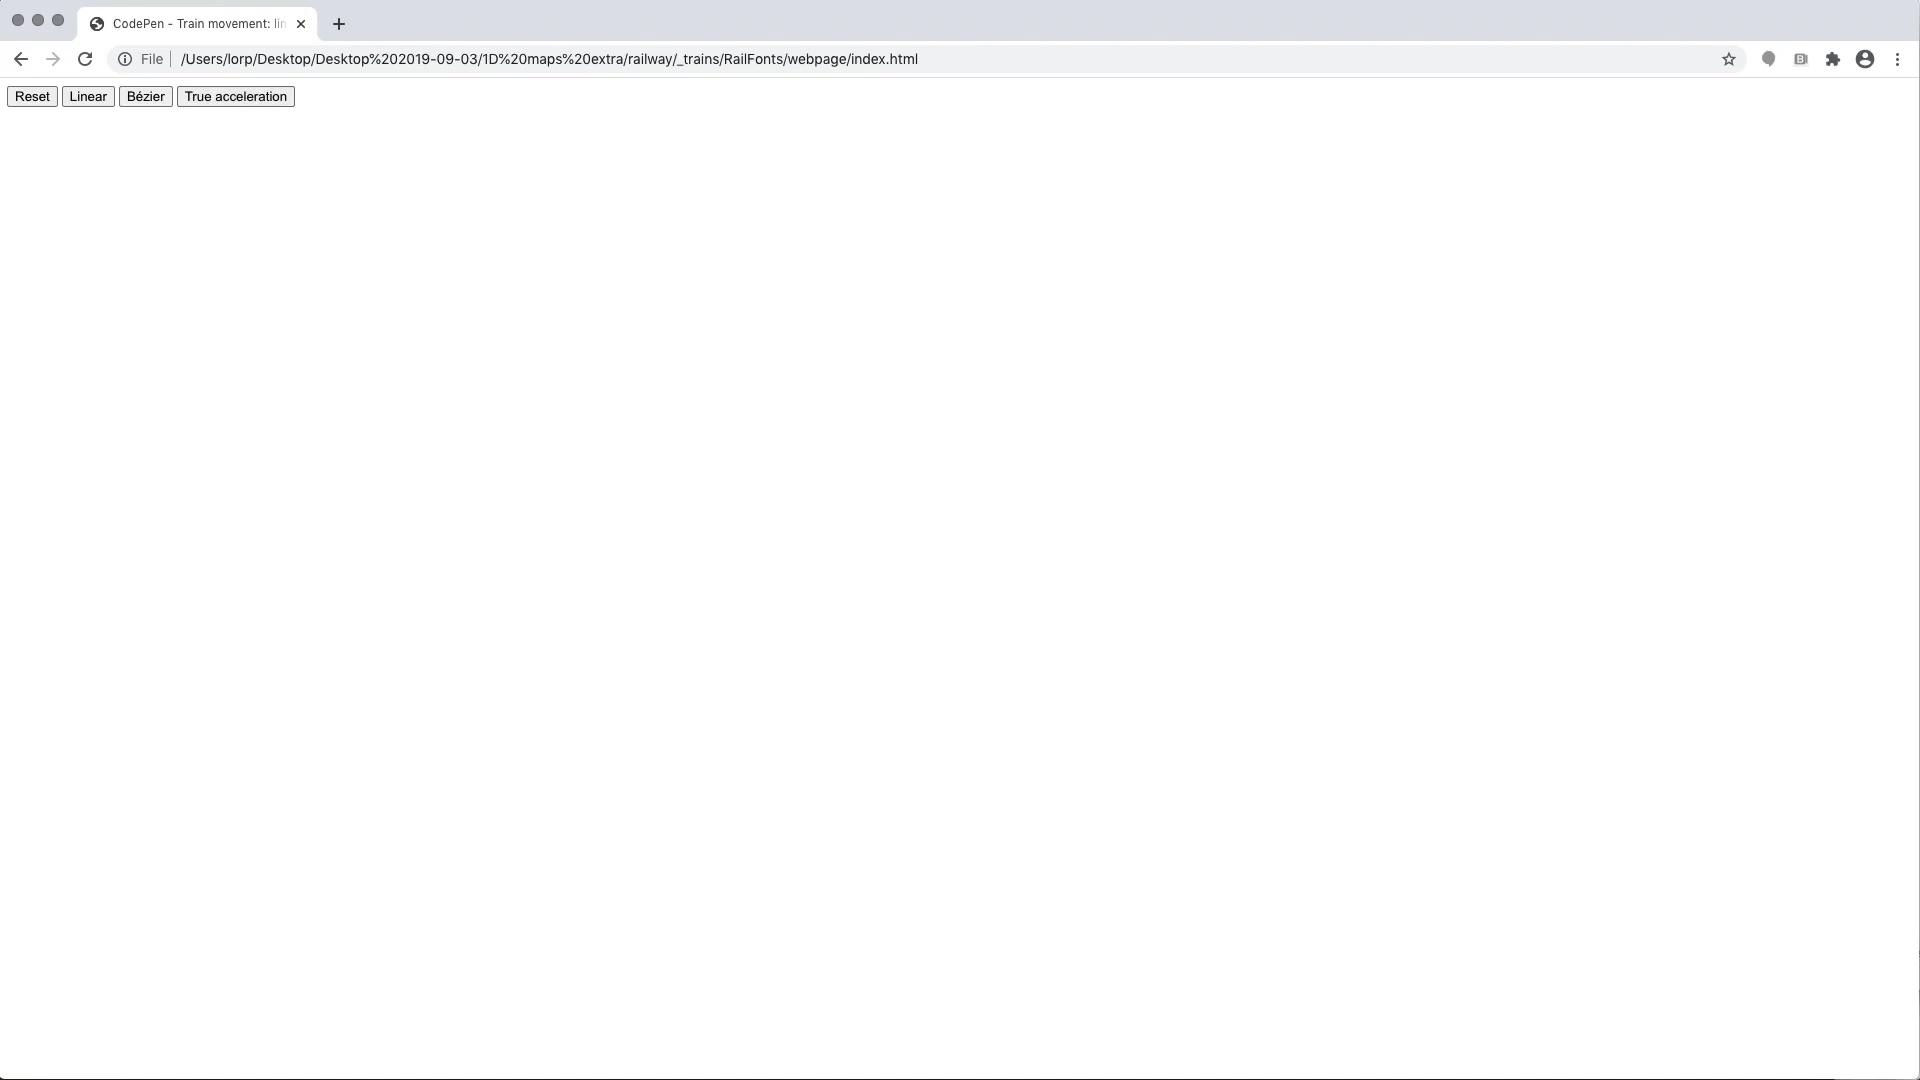 CodePen - Train movement: lin
File /Users/lorp/Desktop/Desktop%202019-09-03/1D%20maps%20extra/railway/_trains/RailFonts/webpage/index.html
Reset Linear Bézier True acceleration